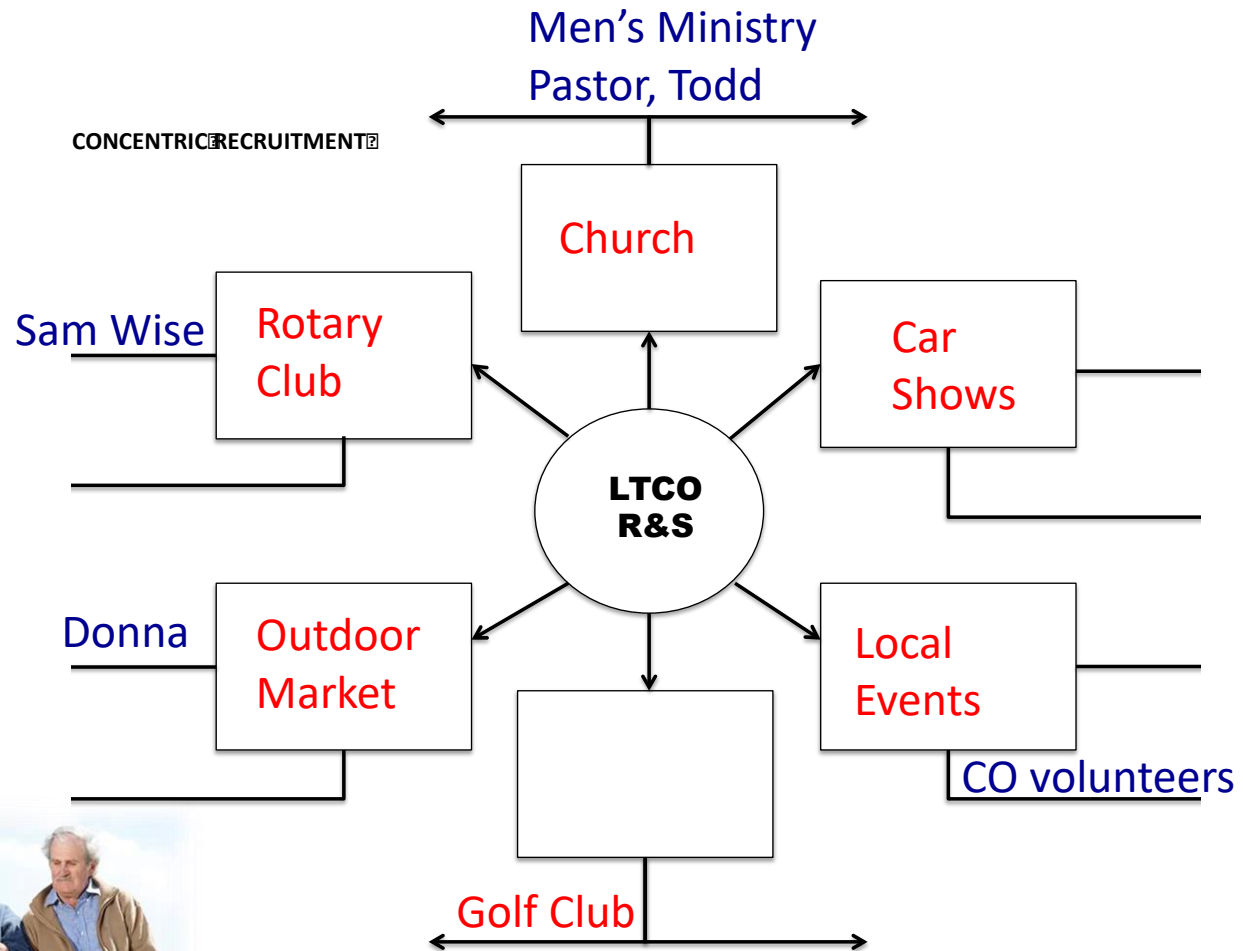 Men’s Ministry
Pastor, Todd
CONCENTRIC RECRUITMENT
Church
Sam Wise
Rotary
Club
Car
Shows
LTCO
R&S
Donna
Outdoor
Market
Local
Events
CO volunteers
Golf Club